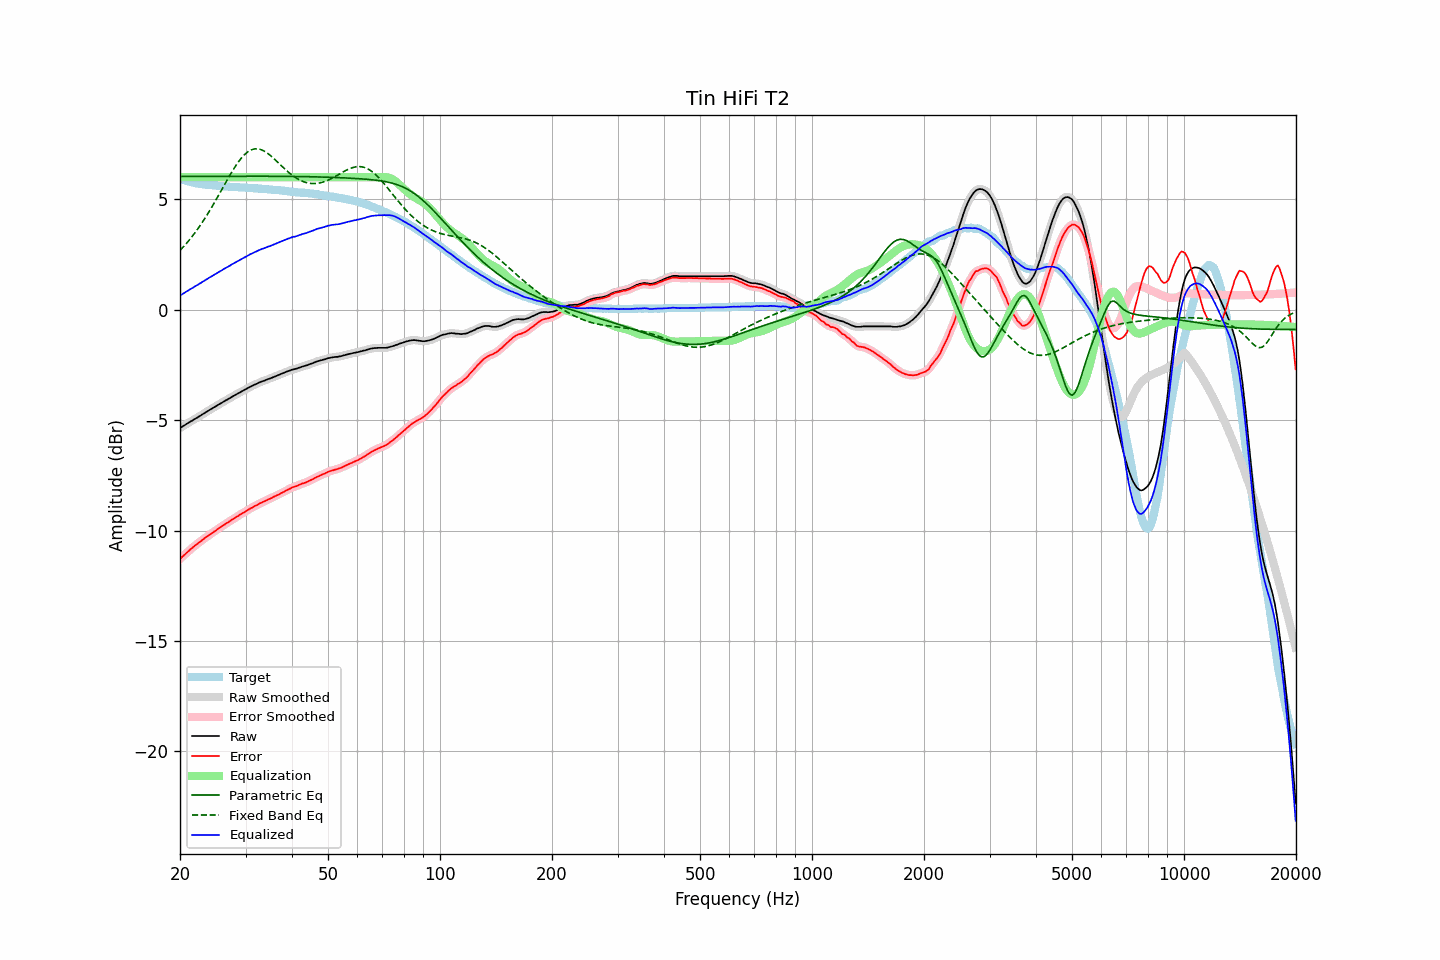 Tin HiFi T2
Amplitude (dBr)
5
0
−5
−10
−15
−20
Target
Raw Smoothed
Error Smoothed
Raw
Error
Equalization
Parametric Eq
Fixed Band Eq
Equalized
20 50 100 200 500 1000 2000 5000 10000 20000
Frequency (Hz)